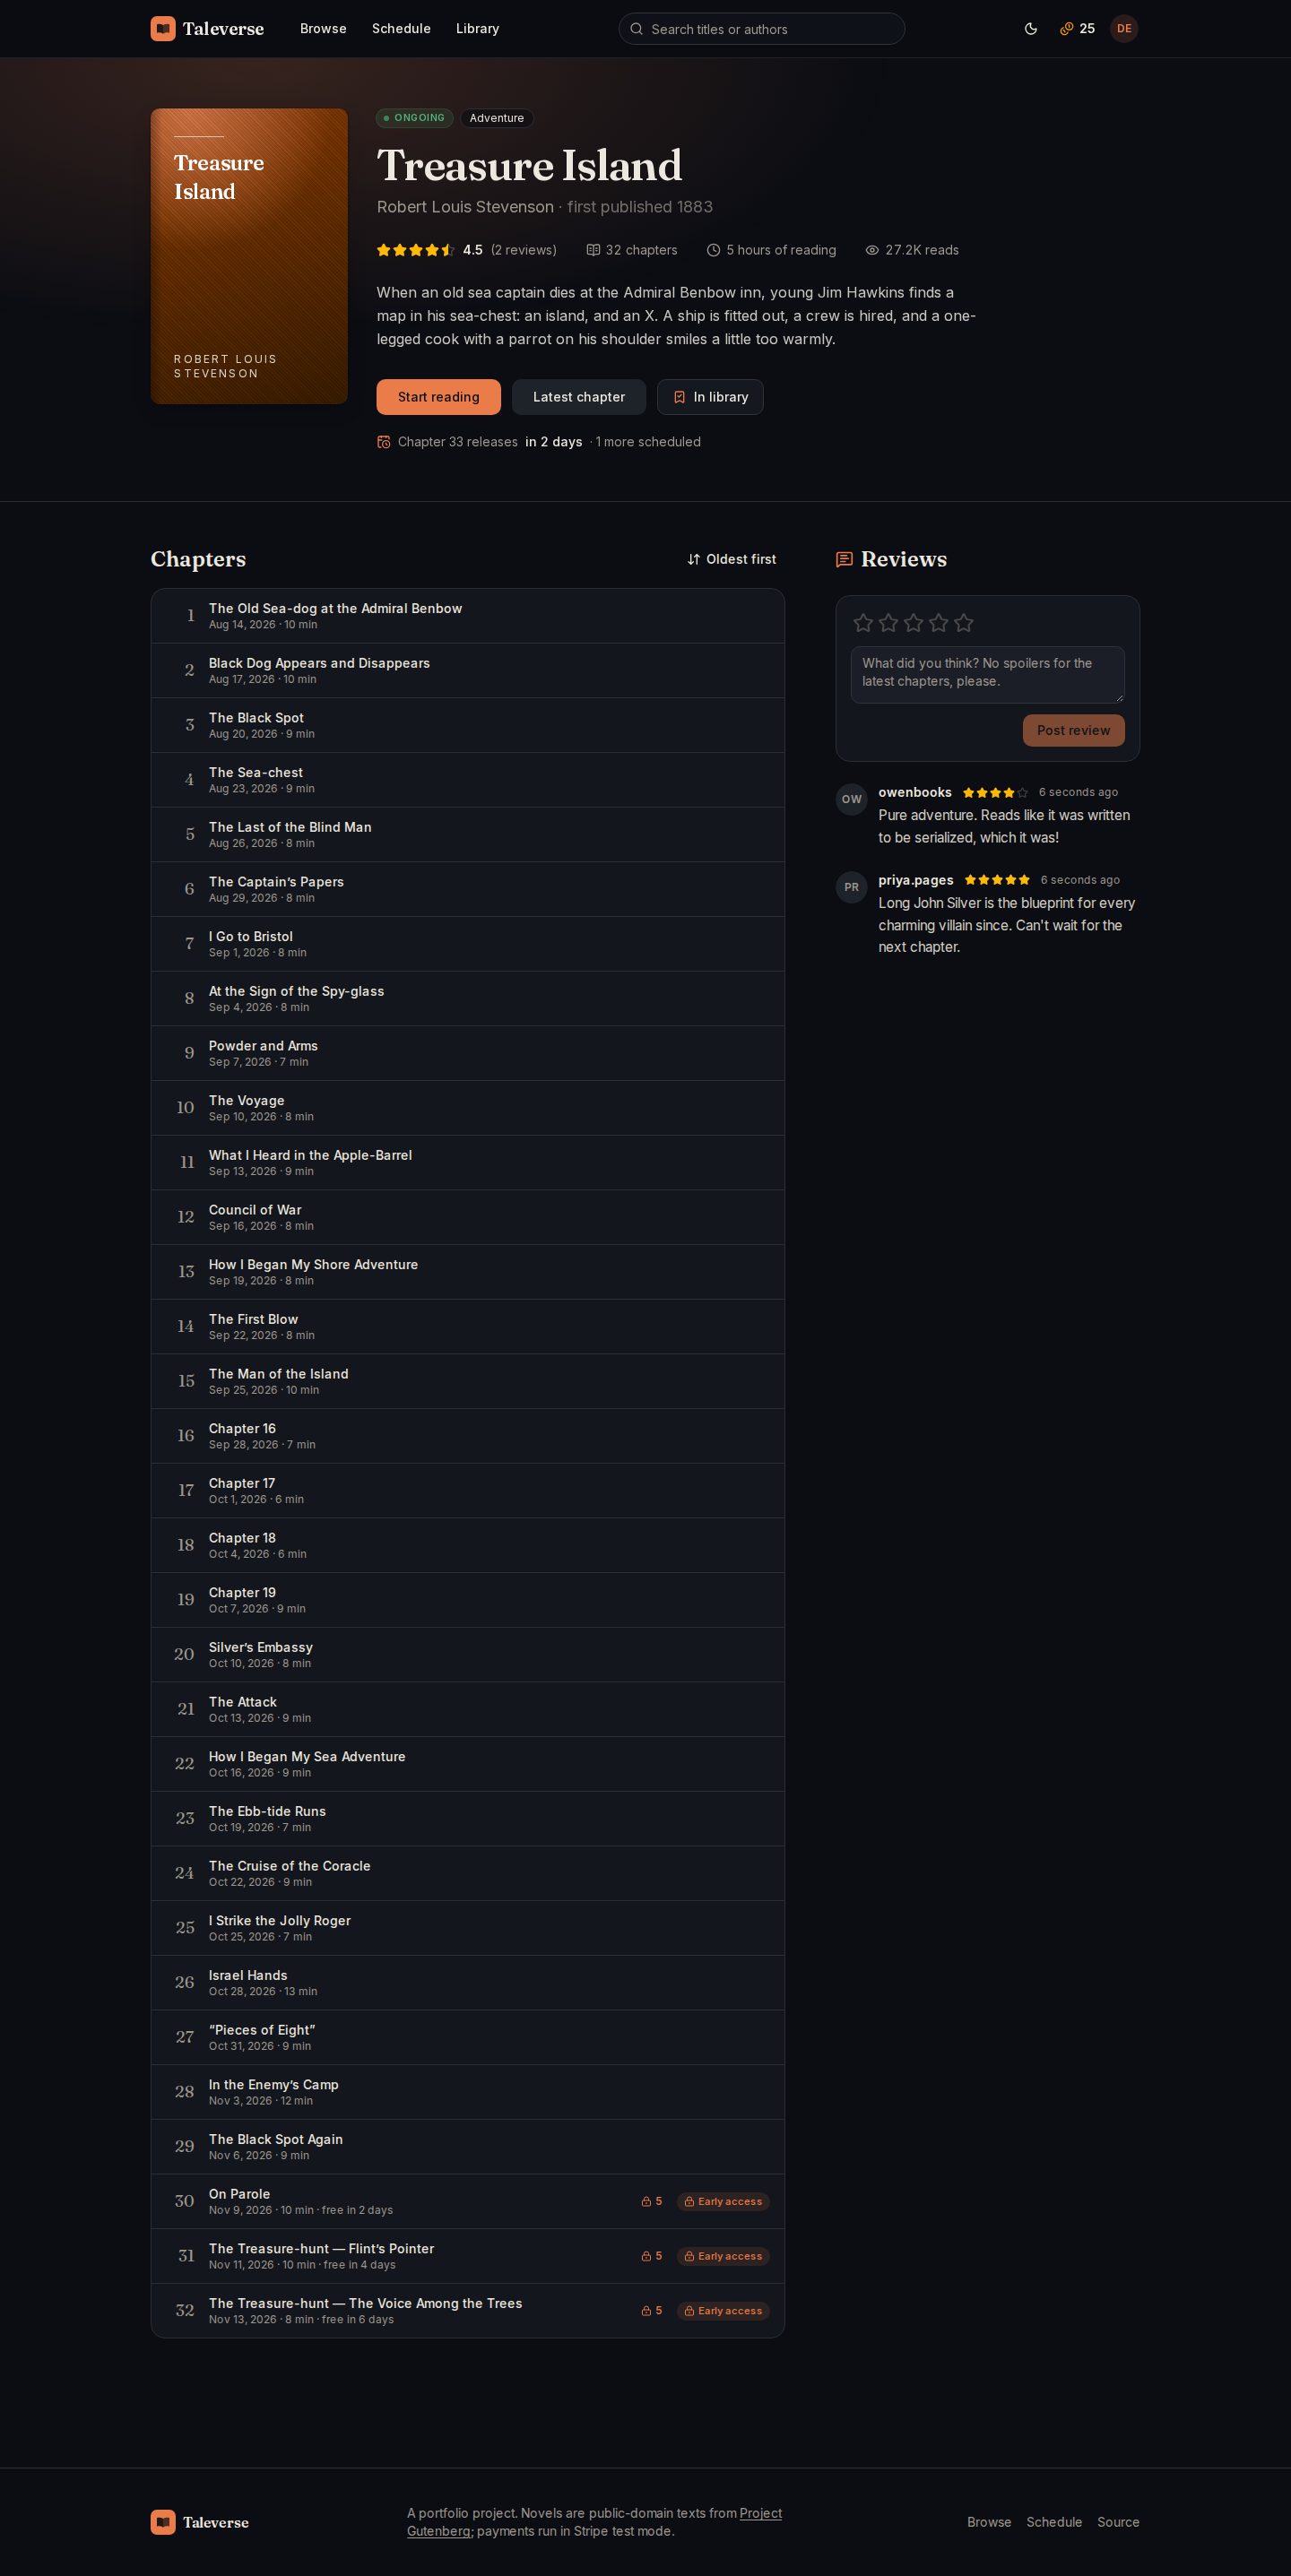 Taleverse
Browse
Schedule
Library
Search titles or authors
25
DE
Treasure
Island
ROBERT LOUIS
STEVENSON
ONGOING
Adventure
Treasure Island
Robert Louis Stevenson · first published 1883
4.5 (2 reviews)
32 chapters
5 hours of reading
27.2K reads
When an old sea captain dies at the Admiral Benbow inn, young Jim Hawkins finds a
map in his sea-chest: an island, and an X. A ship is fitted out, a crew is hired, and a one-
legged cook with a parrot on his shoulder smiles a little too warmly.
Start reading
Latest chapter
In library
Chapter 33 releases in 2 days · 1 more scheduled
Chapters
Oldest first
1
The Old Sea-dog at the Admiral Benbow
Aug 14, 2026 · 10 min
2
Black Dog Appears and Disappears
Aug 17, 2026 · 10 min
3
The Black Spot
Aug 20, 2026 · 9 min
4
The Sea-chest
Aug 23, 2026 · 9 min
5
The Last of the Blind Man
Aug 26, 2026 · 8 min
6
The Captain’s Papers
Aug 29, 2026 · 8 min
7
I Go to Bristol
Sep 1, 2026 · 8 min
8
At the Sign of the Spy-glass
Sep 4, 2026 · 8 min
9
Powder and Arms
Sep 7, 2026 · 7 min
10
The Voyage
Sep 10, 2026 · 8 min
11
What I Heard in the Apple-Barrel
Sep 13, 2026 · 9 min
12
Council of War
Sep 16, 2026 · 8 min
13
How I Began My Shore Adventure
Sep 19, 2026 · 8 min
14
The First Blow
Sep 22, 2026 · 8 min
15
The Man of the Island
Sep 25, 2026 · 10 min
16
Chapter 16
Sep 28, 2026 · 7 min
17
Chapter 17
Oct 1, 2026 · 6 min
18
Chapter 18
Oct 4, 2026 · 6 min
19
Chapter 19
Oct 7, 2026 · 9 min
20
Silver’s Embassy
Oct 10, 2026 · 8 min
21
The Attack
Oct 13, 2026 · 9 min
22
How I Began My Sea Adventure
Oct 16, 2026 · 9 min
23
The Ebb-tide Runs
Oct 19, 2026 · 7 min
24
The Cruise of the Coracle
Oct 22, 2026 · 9 min
25
I Strike the Jolly Roger
Oct 25, 2026 · 7 min
26
Israel Hands
Oct 28, 2026 · 13 min
27
“Pieces of Eight”
Oct 31, 2026 · 9 min
28
In the Enemy’s Camp
Nov 3, 2026 · 12 min
29
The Black Spot Again
Nov 6, 2026 · 9 min
30
On Parole
Nov 9, 2026 · 10 min · free in 2 days
5
Early access
31
The Treasure-hunt — Flint’s Pointer
Nov 11, 2026 · 10 min · free in 4 days
5
Early access
32
The Treasure-hunt — The Voice Among the Trees
Nov 13, 2026 · 8 min · free in 6 days
5
Early access
Reviews
What did you think? No spoilers for the
latest chapters, please.
Post review
OW
owenbooks
6 seconds ago
Pure adventure. Reads like it was written
to be serialized, which it was!
PR
priya.pages
6 seconds ago
Long John Silver is the blueprint for every
charming villain since. Can't wait for the
next chapter.
Taleverse
A portfolio project. Novels are public-domain texts from Project
Gutenberg; payments run in Stripe test mode.
Browse
Schedule
Source